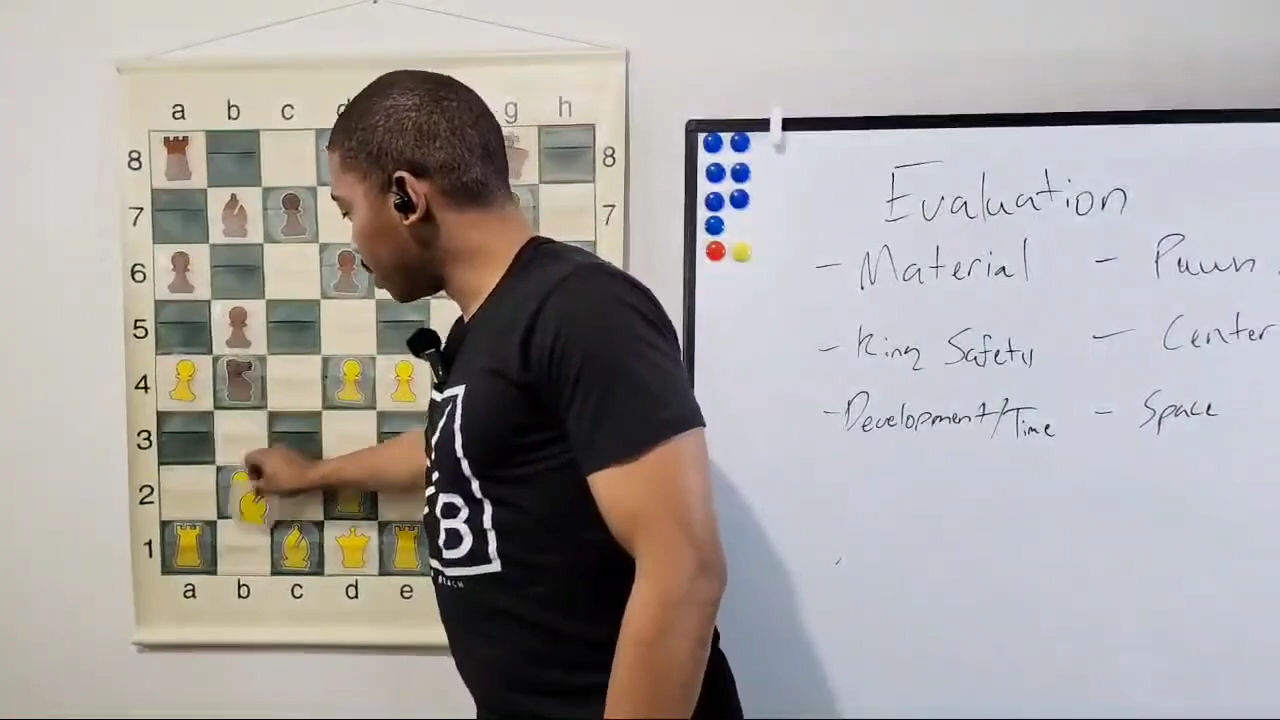 a b c d g h
8 8
7 7
6
5
4
3
2
1
a b c d e
B
Evaluation
- Material - Pawn
- King Safety - Center
- Development/Time - Space